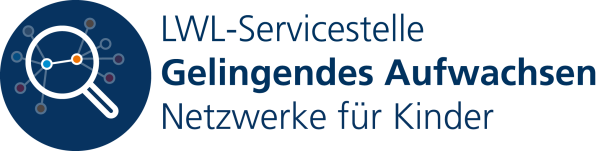 LWL-Servicestelle
Gelingendes Aufwachsen
Netzwerke für Kinder